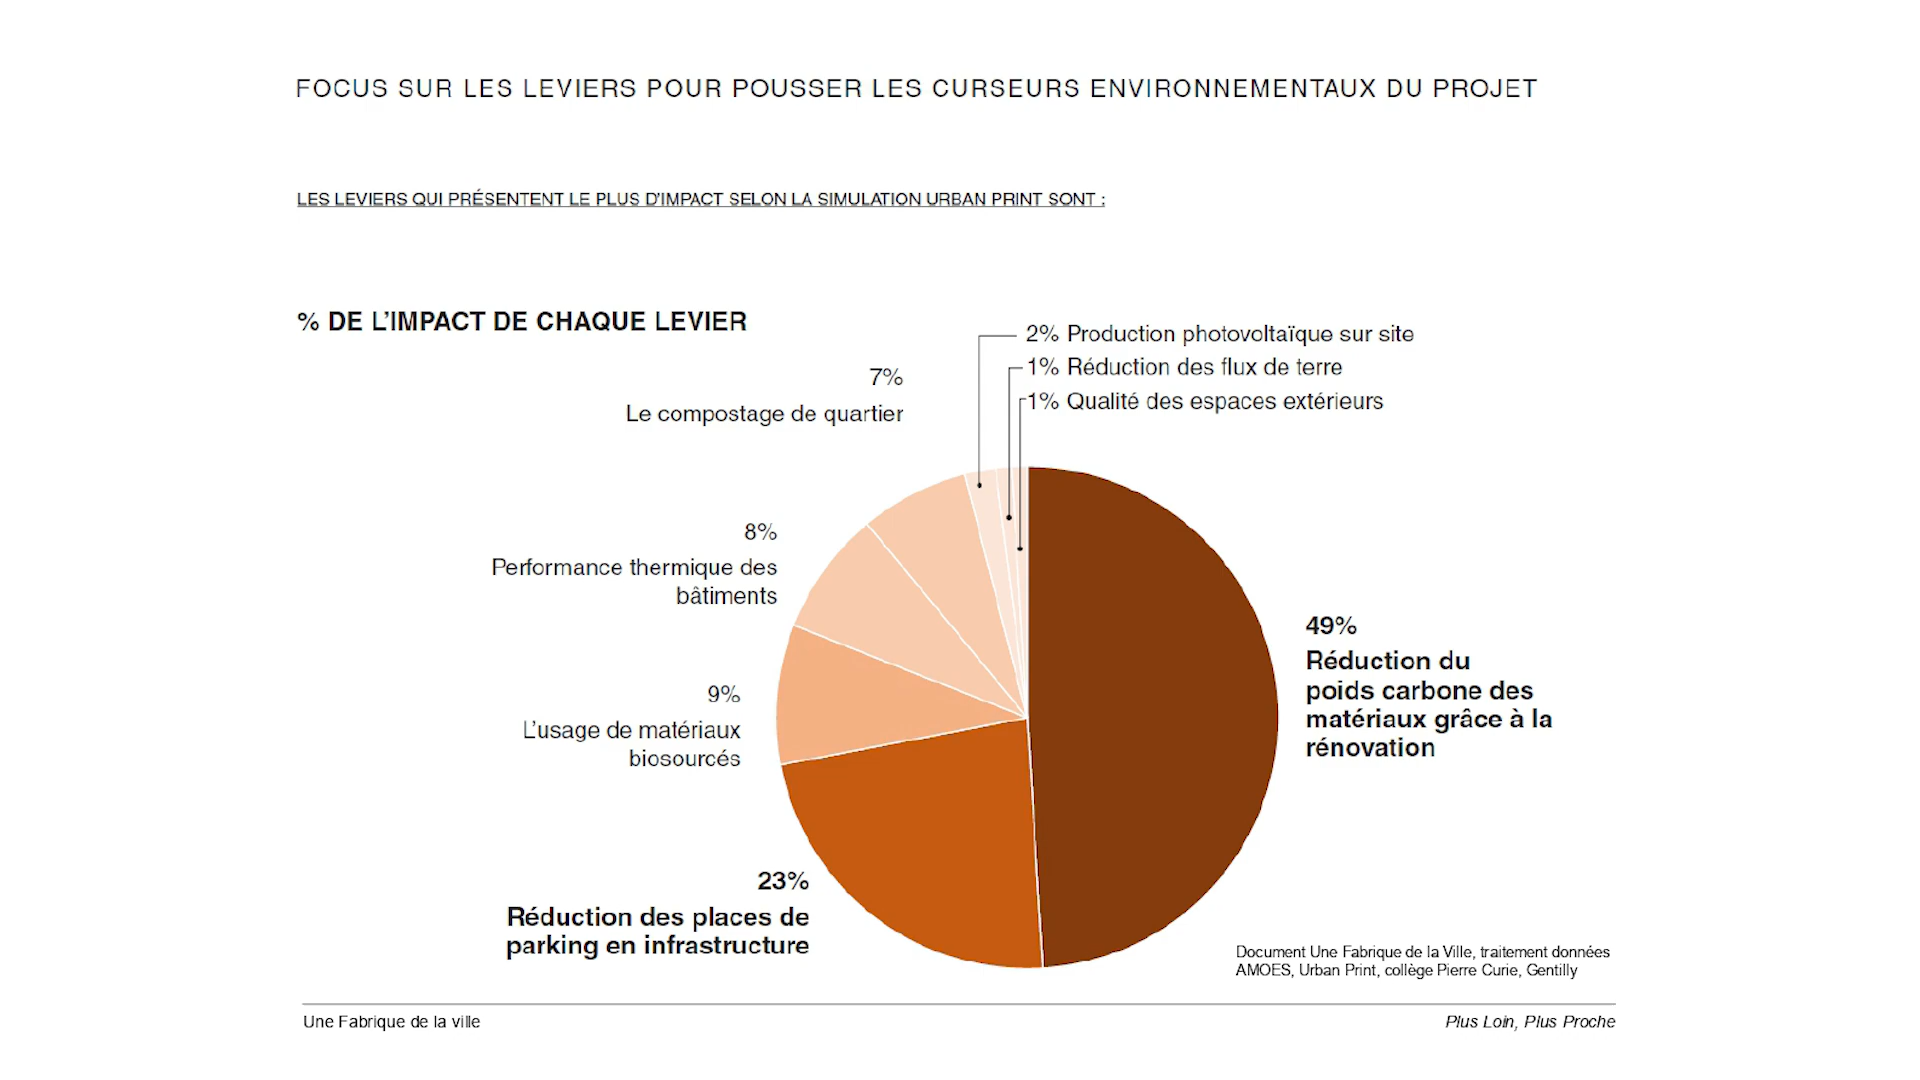 FOCUS SUR LES LEVIERS POUR POUSSER LES CURSEURS ENVIRONNEMENTAUX DU PROJET
LES LEVIERS QUI PRÉSENTENT LE PLUS D'IMPACT SELON LA SIMULATION URBAN PRINT SONT :
% DE L'IMPACT DE CHAQUE LEVIER
2% Production photovoltaïque sur site
1% Réduction des flux de terre
1% Qualité des espaces extérieurs
7%
Le compostage de quartier
8%
Performance thermique des
bâtiments
9%
L'usage de matériaux
biosourcés
23%
Réduction des places de
parking en infrastructure
49%
Réduction du
poids carbone des
matériaux grâce à la
rénovation
Document Une Fabrique de la Ville, traitement données
AMOES, Urban Print, collège Pierre Curie, Gentilly
Une Fabrique de la ville
Plus Loin, Plus Proche